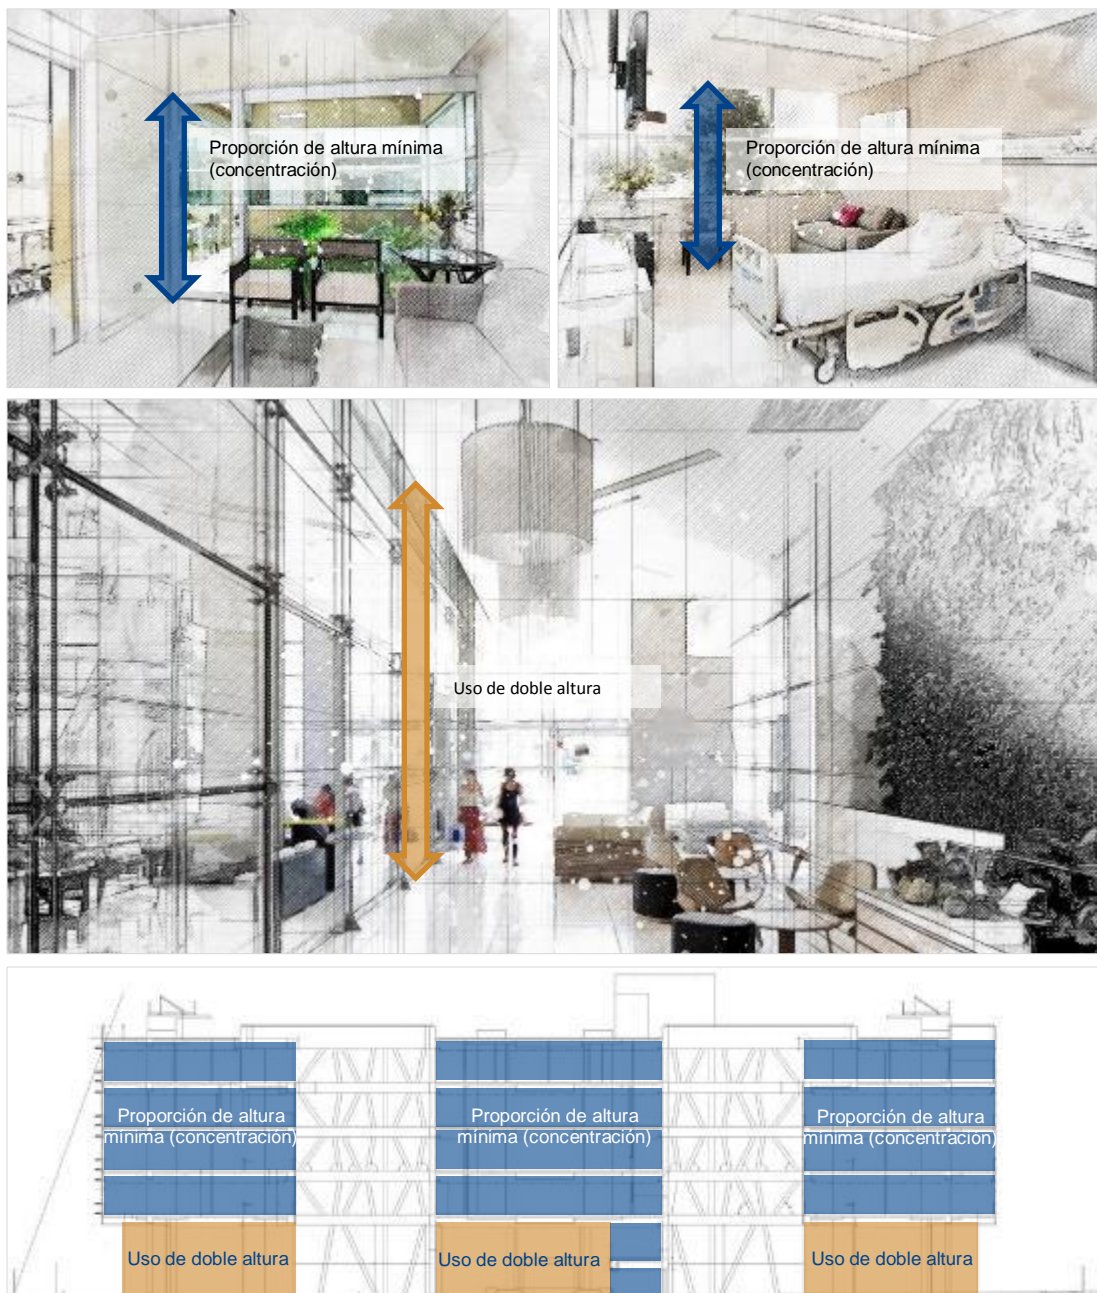 Proporción de altura mínima
(concentración)
Proporción de altura mínima
(concentración)
Uso de doble altura
Proporción de altura
mínima (concentración)
Proporción de altura
mínima (concentración)
Proporción de altura
mínima (concentración)
Uso de doble altura
Uso de doble altura
Uso de doble altura